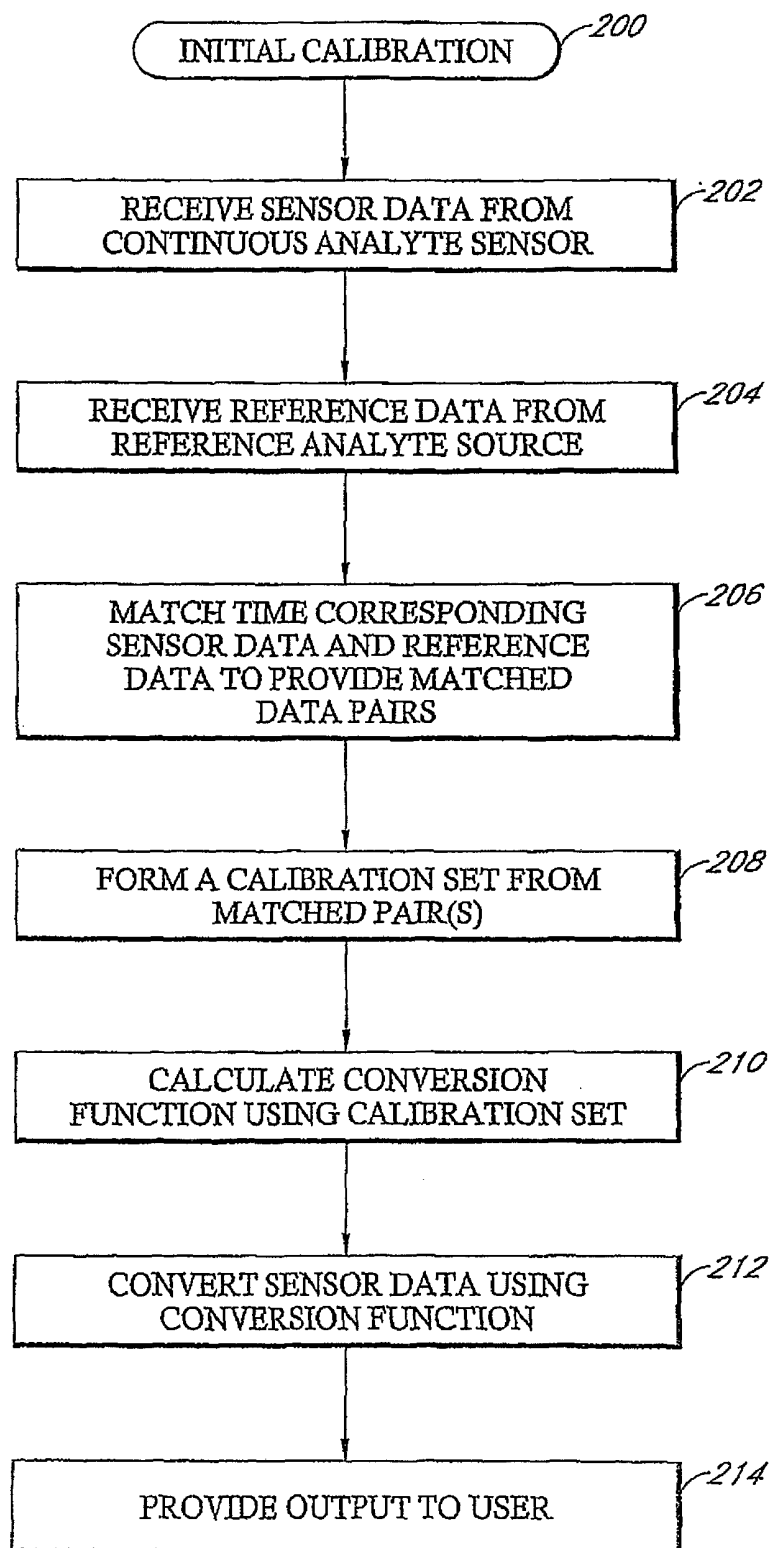 INITIAL CALIBRATION
200
RECEIVE SENSOR DATA FROM
CONTINUOUS ANALYTE SENSOR
202
RECEIVE REFERENCE DATA FROM
REFERENCE ANALYTE SOURCE
204
MATCH TIME CORRESPONDING
SENSOR DATA AND REFERENCE
DATA TO PROVIDE MATCHED
DATA PAIRS
206
FORM A CALIBRATION SET FROM
MATCHED PAIR(S)
208
CALCULATE CONVERSION
FUNCTION USING CALIBRATION SET
210
CONVERT SENSOR DATA USING
CONVERSION FUNCTION
212
PROVIDE OUTPUT TO USER
214